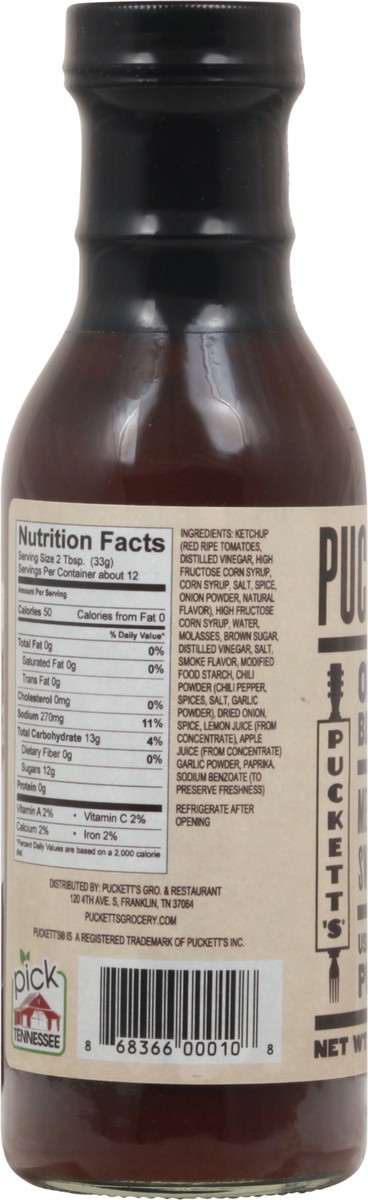 Nutrition Facts
Serving Size 2 Tbsp. (33g)
Servings Per Container about 12
Amount Per Serving
Calories 50 Calories from Fat 0
% Daily Value*
Total Fat 0g 0%
Saturated Fat 0g 0%
Trans Fat 0g
Cholesterol 0mg 0%
Sodium 270mg 11%
Total Carbohydrate 13g 4%
Dietary Fiber 0g 0%
Sugars 12g
Protein 0g
Vitamin A 2% • Vitamin C 2%
Calcium 2% • Iron 2%
*Percent Daily Values are based on a 2,000 calorie
diet
INGREDIENTS: KETCHUP
(RED RIPE TOMATOES,
DISTILLED VINEGAR, HIGH
FRUCTOSE CORN SYRUP,
CORN SYRUP, SALT, SPICE,
ONION POWDER, NATURAL
FLAVOR), HIGH FRUCTOSE
CORN SYRUP, WATER,
MOLASSES, BROWN SUGAR,
DISTILLED VINEGAR, SALT,
SMOKE FLAVOR, MODIFIED
FOOD STARCH, CHILI
POWDER (CHILI PEPPER,
SPICES, SALT, GARLIC
POWDER), DRIED ONION,
SPICE, LEMON JUICE (FROM
CONCENTRATE), APPLE
JUICE (FROM CONCENTRATE)
GARLIC POWDER, PAPRIKA,
SODIUM BENZOATE (TO
PRESERVE FRESHNESS)
REFRIGERATE AFTER
OPENING
DISTRIBUTED BY: PUCKETT'S GRO. & RESTAURANT
120 4TH AVE. S, FRANKLIN, TN 37064
PUCKETTSGROCERY.COM
PUCKETT'S® IS A REGISTERED TRADEMARK OF PUCKETT'S INC.
pick
TENNESSEE
8 68366 00010 8
PUC
PUCKETT'S
NET WT